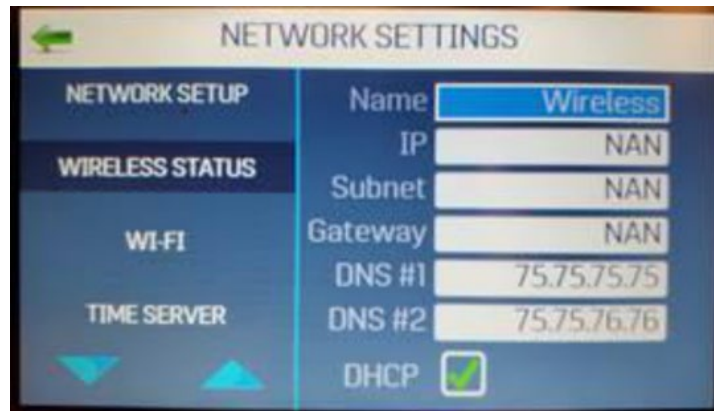 NETWORK SETTINGS
NETWORK SETUP
WIRELESS STATUS
WI-FI
TIME SERVER
Name Wireless
IP NAN
Subnet NAN
Gateway NAN
DNS #1 75.75.75.75
DNS #2 75.75.76.76
DHCP